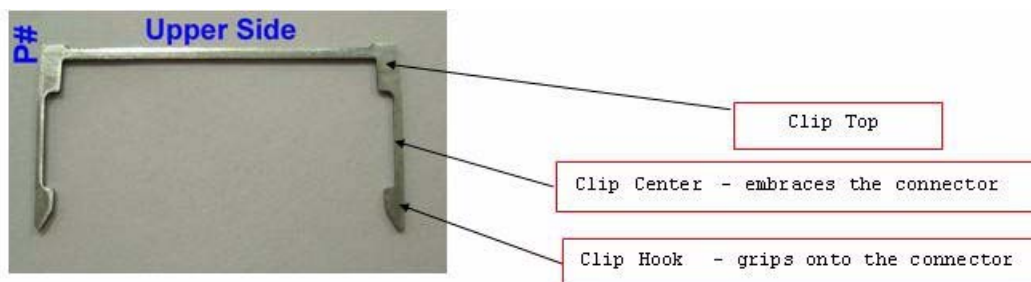 P#
Upper Side
Clip Top
Clip Center - embraces the connector
Clip Hook - grips onto the connector